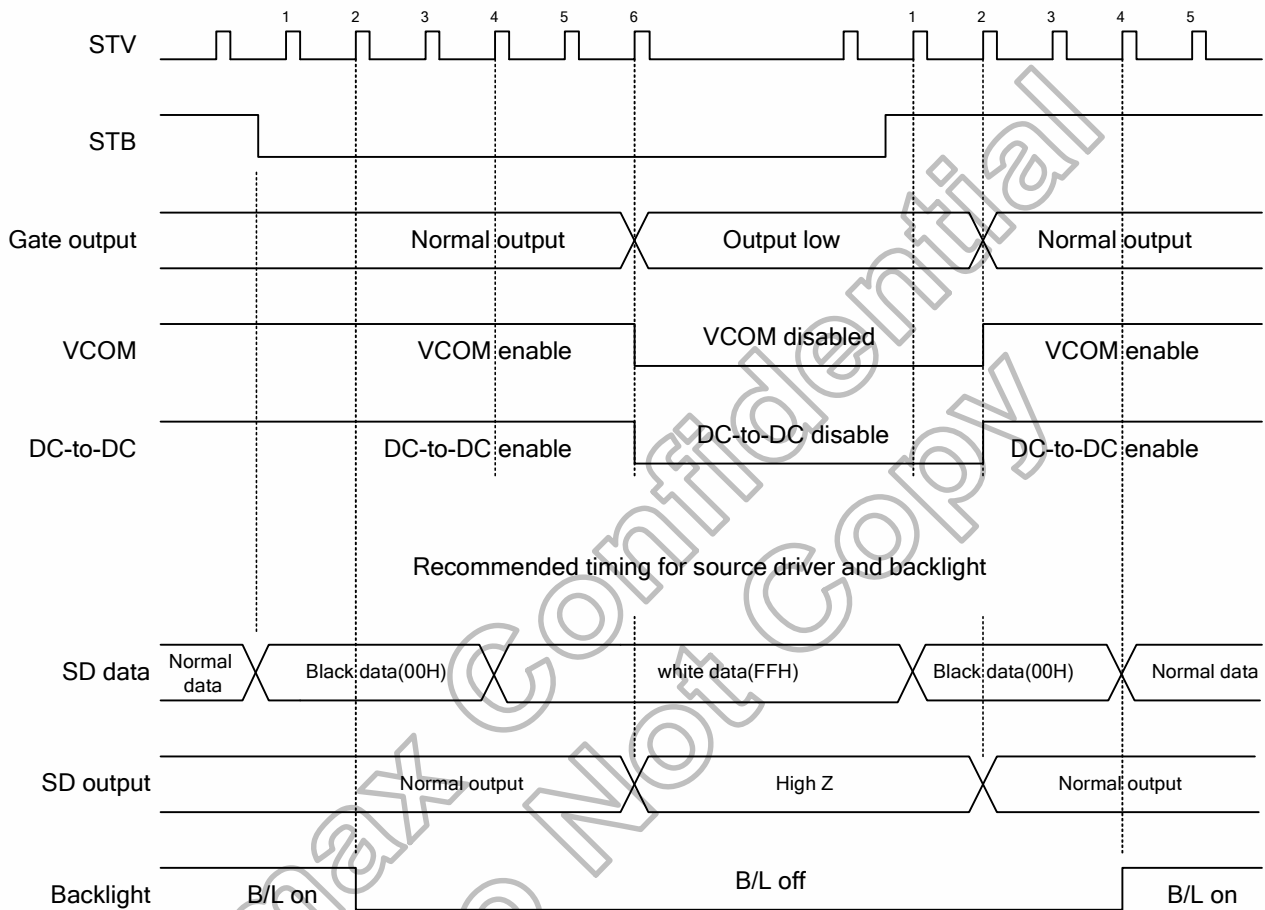 1 2 3 4 5 6 1 2 3 4 5
STV
STB
Gate output Normal output Output low Normal output
VCOM VCOM enable VCOM disabled VCOM enable
DC-to-DC DC-to-DC enable DC-to-DC disable DC-to-DC enable
Recommended timing for source driver and backlight
SD data Normal data Black data(00H) white data(FFH) Black data(00H) Normal data
SD output Normal output High Z Normal output
Backlight B/L on B/L off B/L on
max Confidential
Not Copy